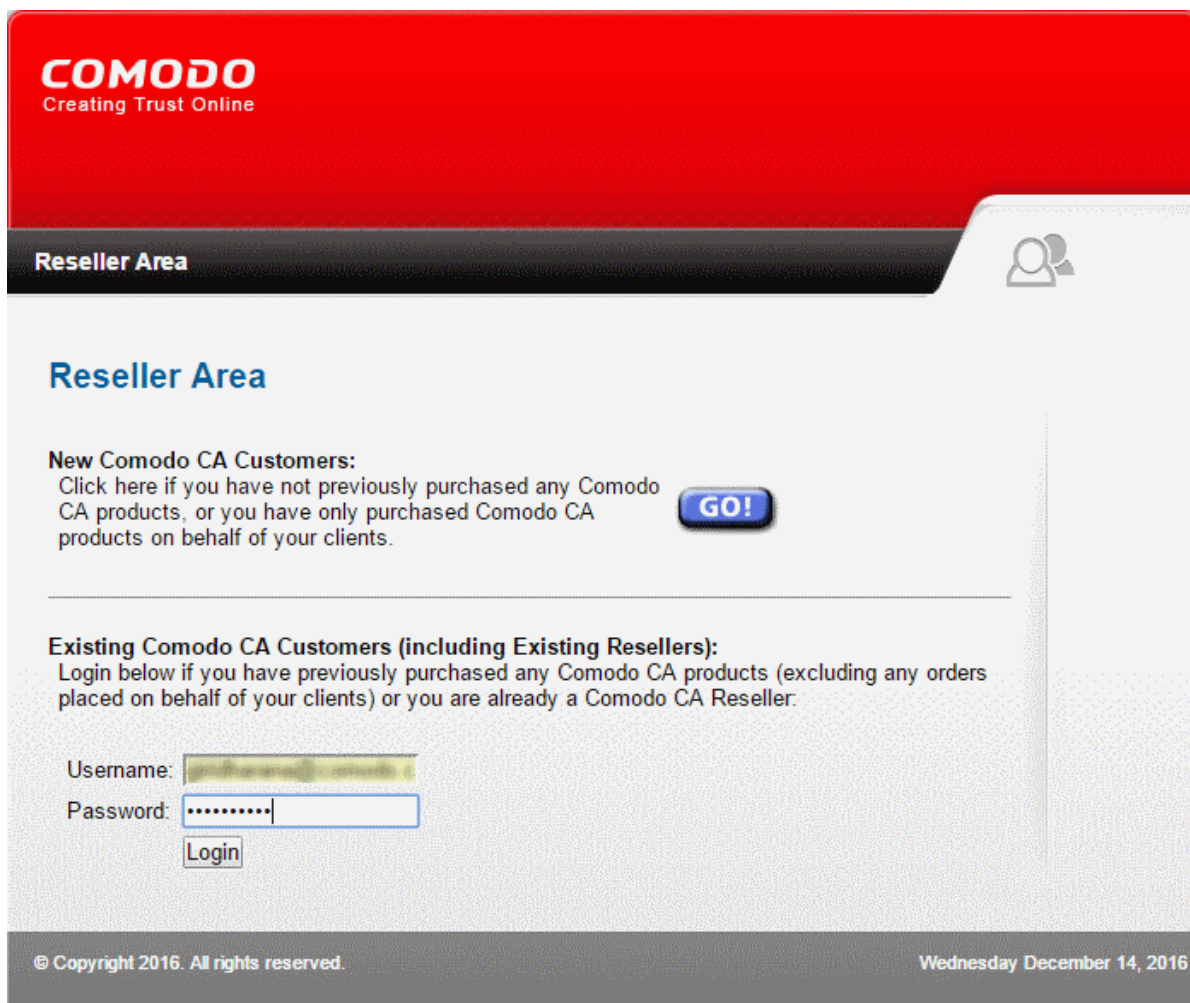 COMODO
Creating Trust Online
Reseller Area
Reseller Area
New Comodo CA Customers:
Click here if you have not previously purchased any Comodo
CA products, or you have only purchased Comodo CA
products on behalf of your clients.
GO!
Existing Comodo CA Customers (including Existing Resellers):
Login below if you have previously purchased any Comodo CA products (excluding any orders
placed on behalf of your clients) or you are already a Comodo CA Reseller:
Username:
Password: ••••••••••
Login
© Copyright 2016. All rights reserved.
Wednesday December 14, 2016